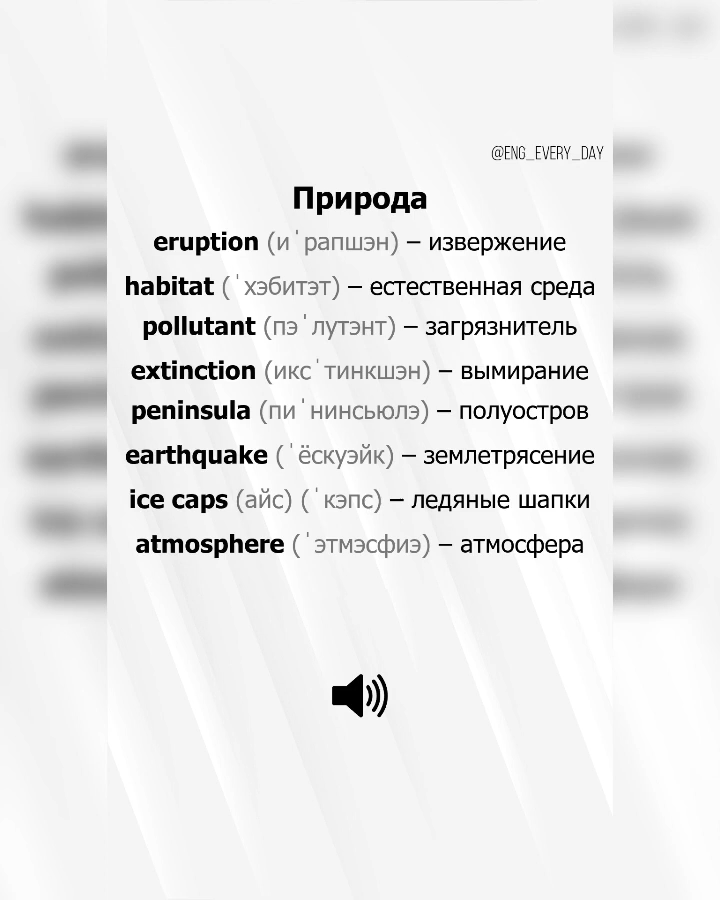 @ENG_EVERY_DAY
Природа
eruption (иˈрапшэн) – извержение
habitat (ˈхэбитэт) – естественная среда
pollutant (пэˈлутэнт) – загрязнитель
extinction (иксˈтинкшэн) – вымирание
peninsula (пиˈнинсьюлэ) – полуостров
earthquake (ˈёскуэйк) – землетрясение
ice caps (айс) (ˈкэпс) – ледяные шапки
atmosphere (ˈэтмэсфиэ) – атмосфера